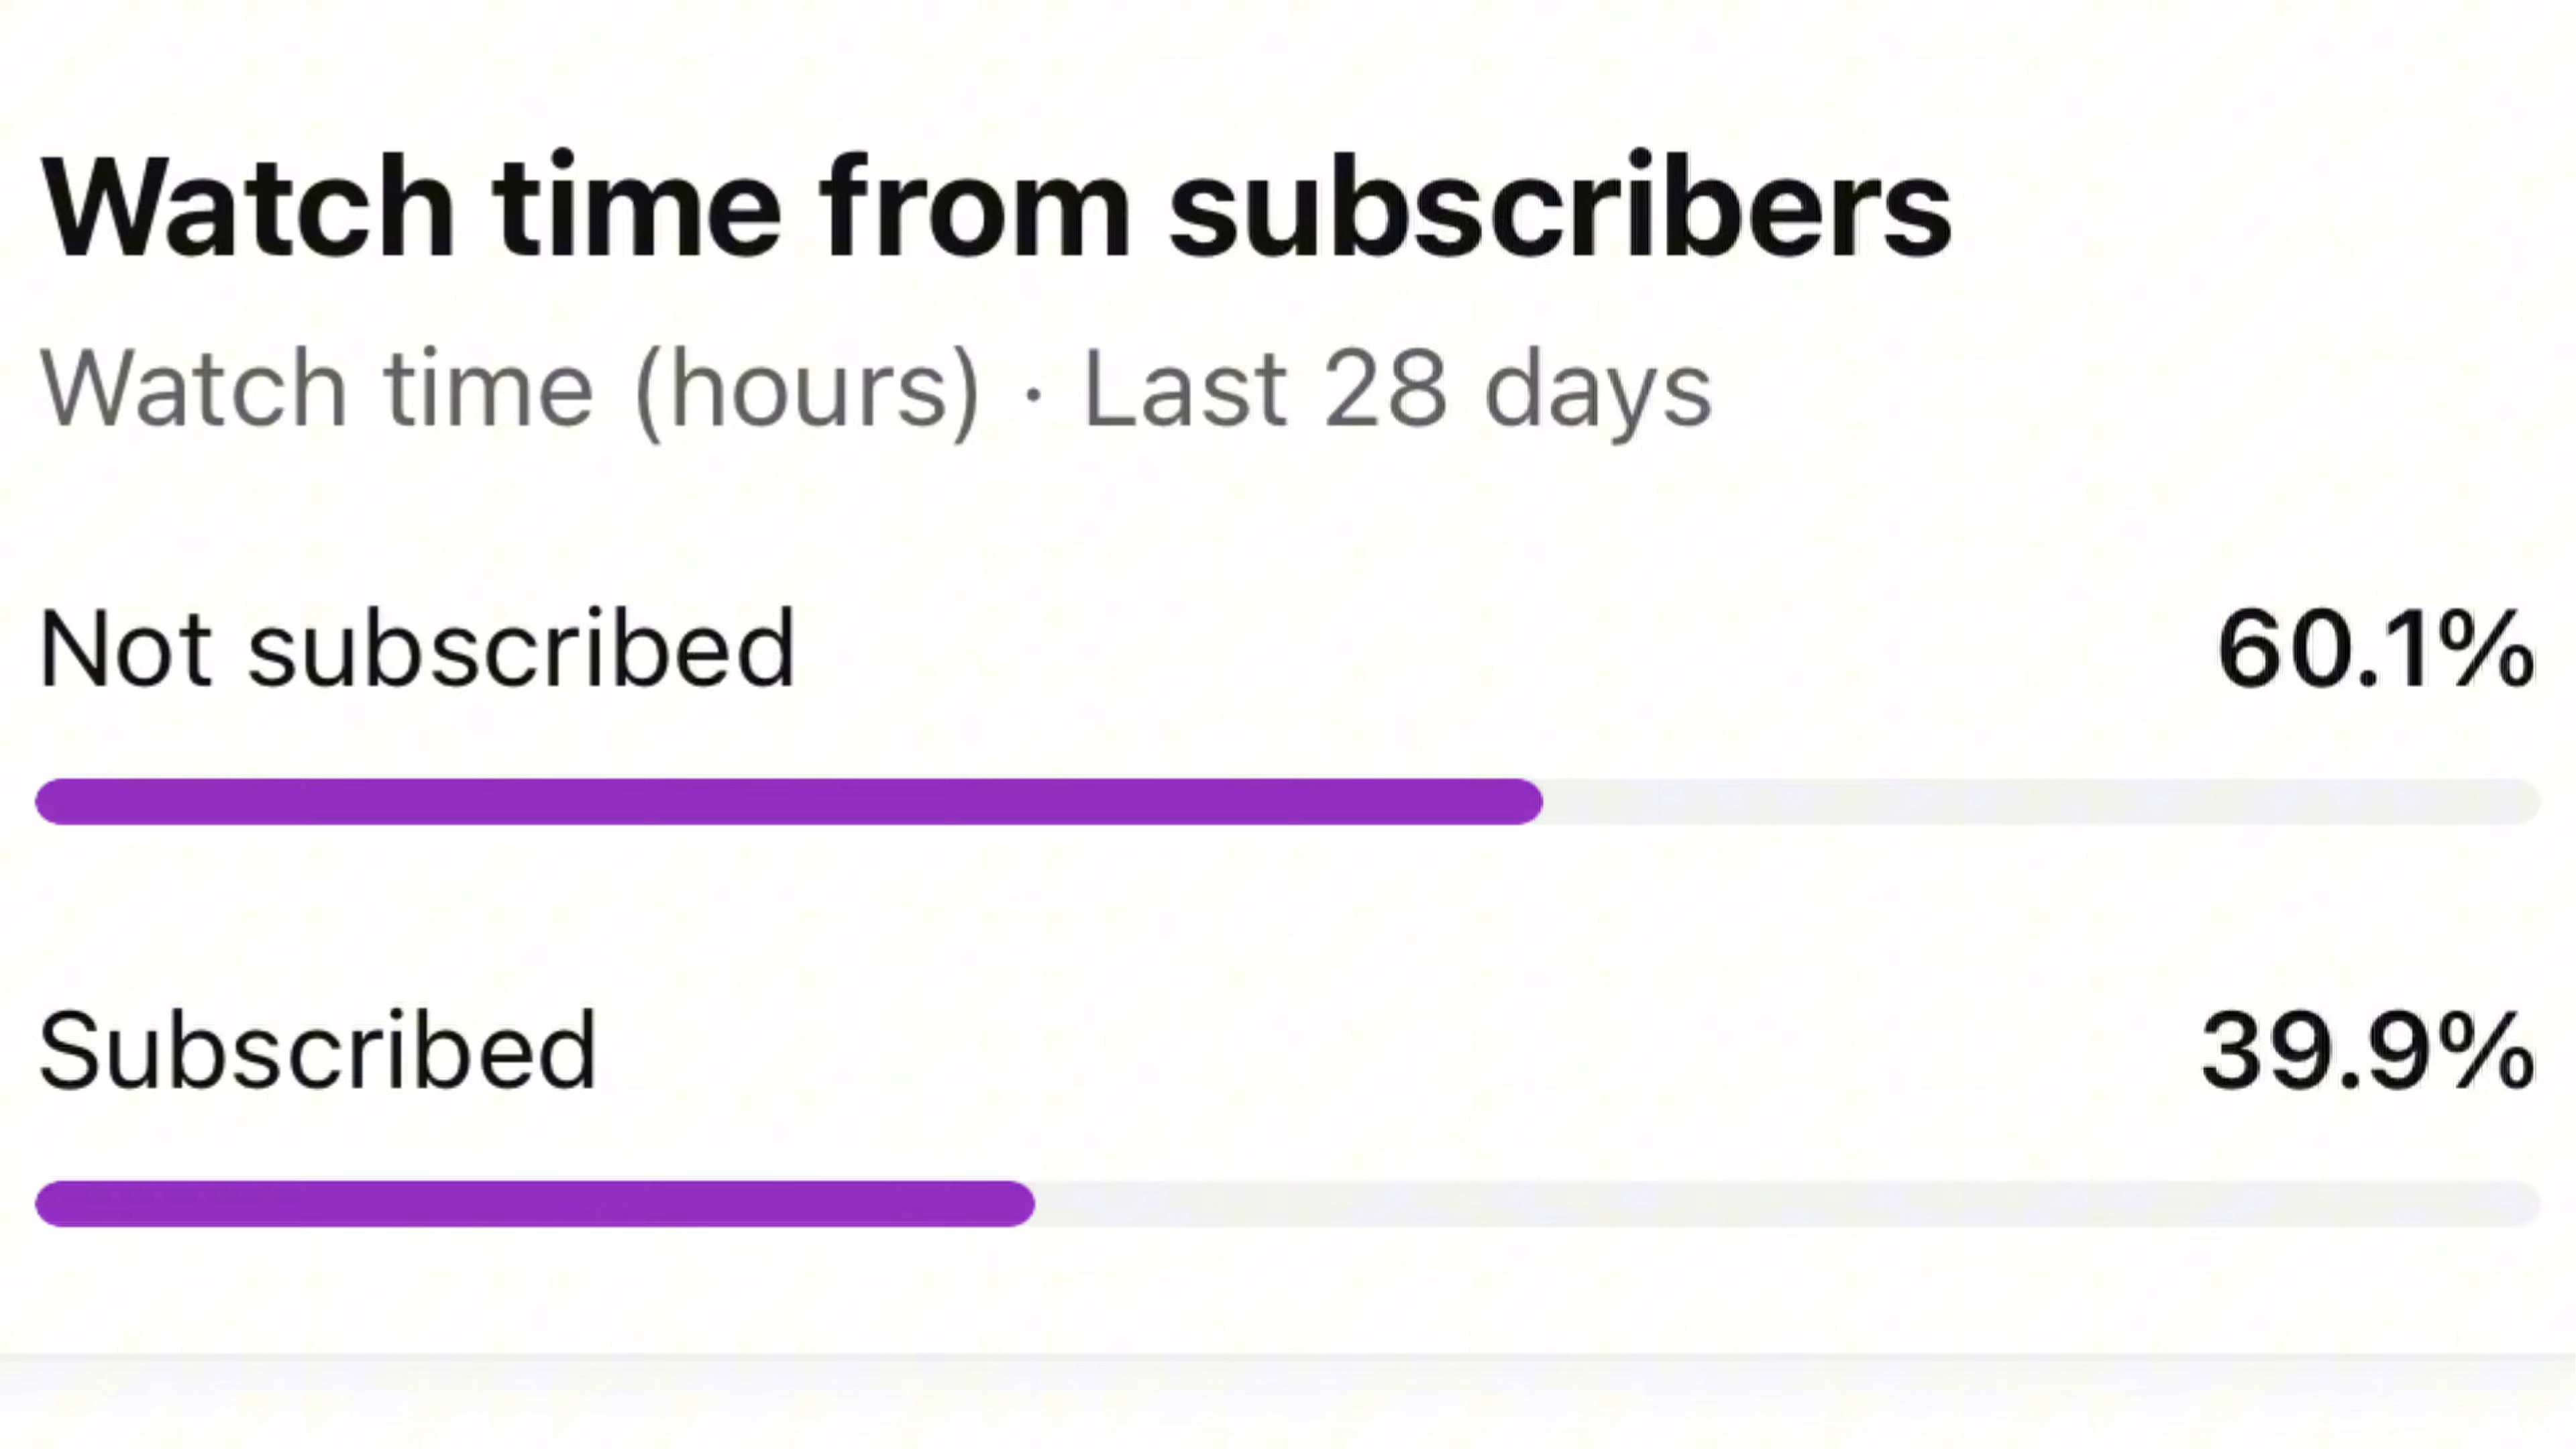 Watch time from subscribers
Watch time (hours) · Last 28 days
Not subscribed 60.1%
Subscribed 39.9%